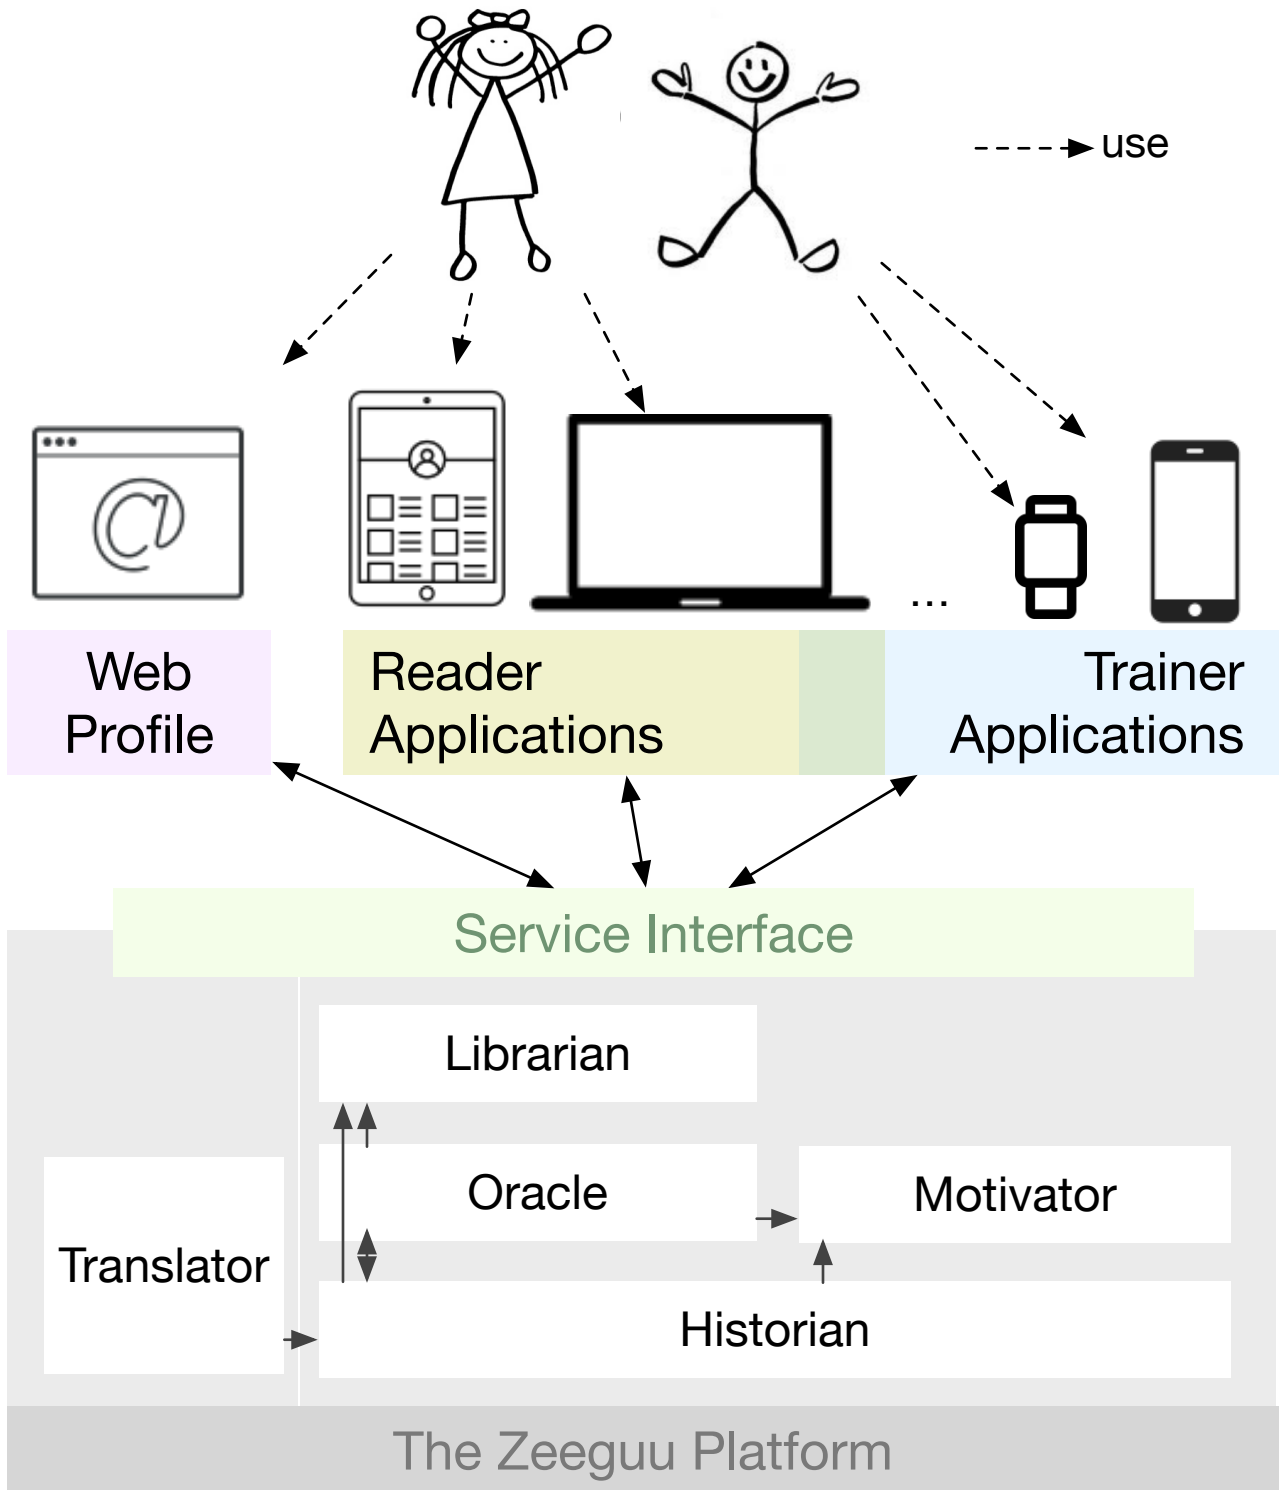 use
...
Web
Profile
Reader
Applications
Trainer
Applications
Service Interface
Librarian
Oracle
Motivator
Translator
Historian
The Zeeguu Platform